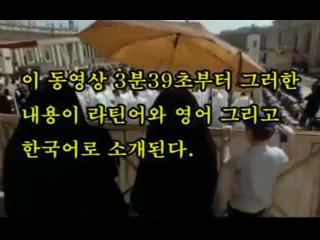 이 동영상 3분39초부터 그러한
내용이 라틴어와 영어 그리고
한국어로 소개된다.